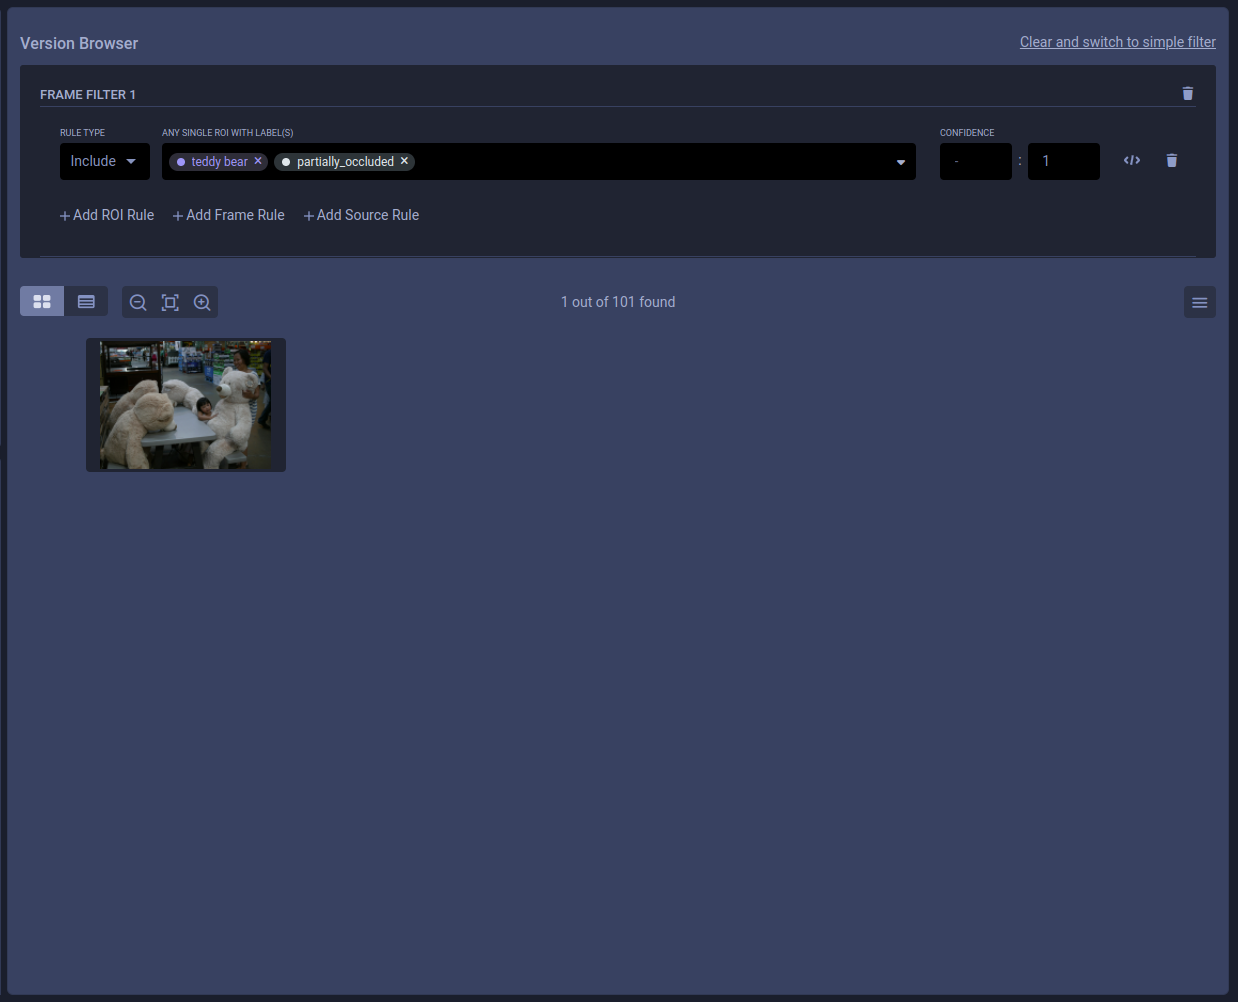 Version Browser
Clear and switch to simple filter
FRAME FILTER 1
RULE TYPE
ANY SINGLE ROI WITH LABEL(S)
CONFIDENCE
Include
teddy bear ×
partially_occluded ×
-
:
1
</>
+ Add ROI Rule
+ Add Frame Rule
+ Add Source Rule
1 out of 101 found